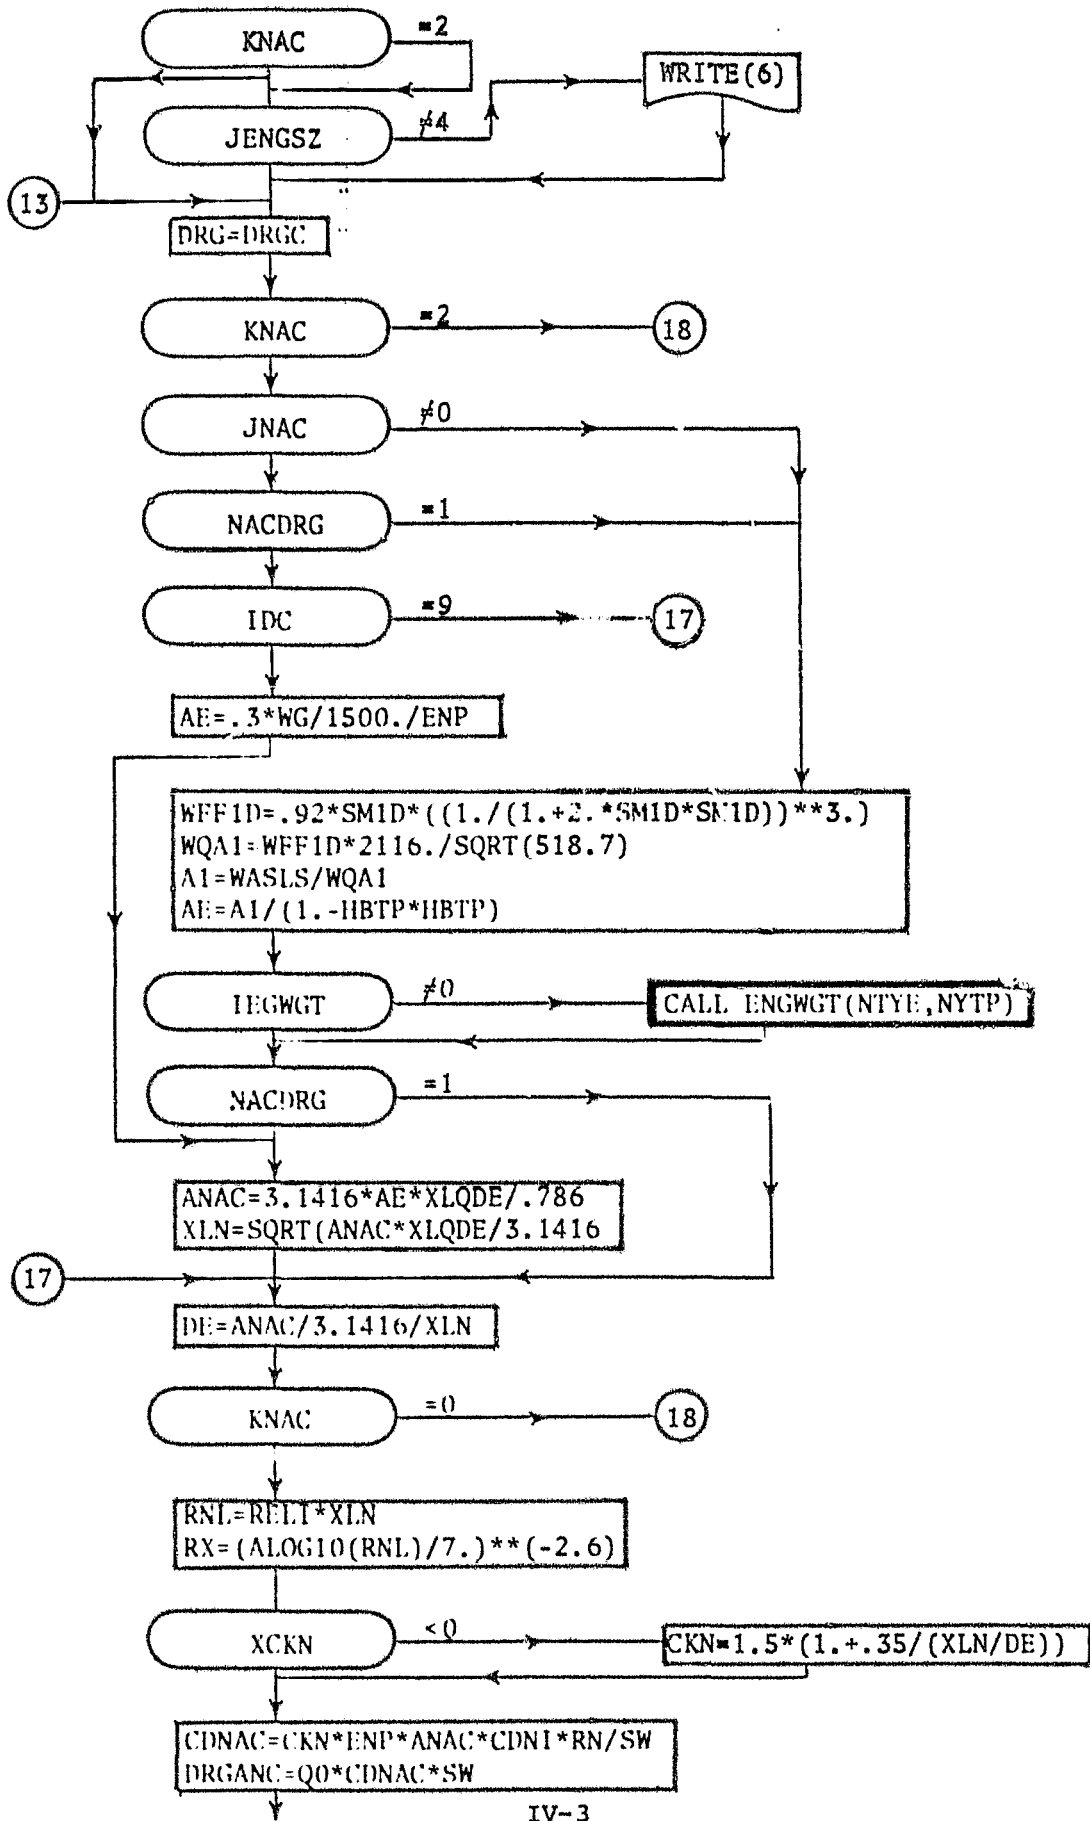 KNAC =2
WRITE(6)
JENGSZ ≠4
13
DRG=DRGC
KNAC =2 18
JNAC ≠0
NACDRG =1
IDC =9 17
AE=.3*WG/1500./ENP
WFF1D=.92*SM1D*((1./(1.+2.*SM1D*SM1D))**3.)
WQA1=WFF1D*2116./SQRT(518.7)
A1=WASLS/WQA1
AE=A1/(1.-HBTP*HBTP)
IEGWGT ≠0 CALL ENGWGT(NTYE,NYTP)
NACDRG =1
ANAC=3.1416*AE*XLQDE/.786
XLN=SQRT(ANAC*XLQDE/3.1416
17
DE=ANAC/3.1416/XLN
KNAC =0 18
RNL=RELI*XLN
RX=(ALOG10(RNL)/7.)**(-2.6)
XCKN <0 CKN=1.5*(1.+.35/(XLN/DE))
CDNAC=CKN*ENP*ANAC*CDNI*RN/SW
DRGANC=Q0*CDNAC*SW
IV-3